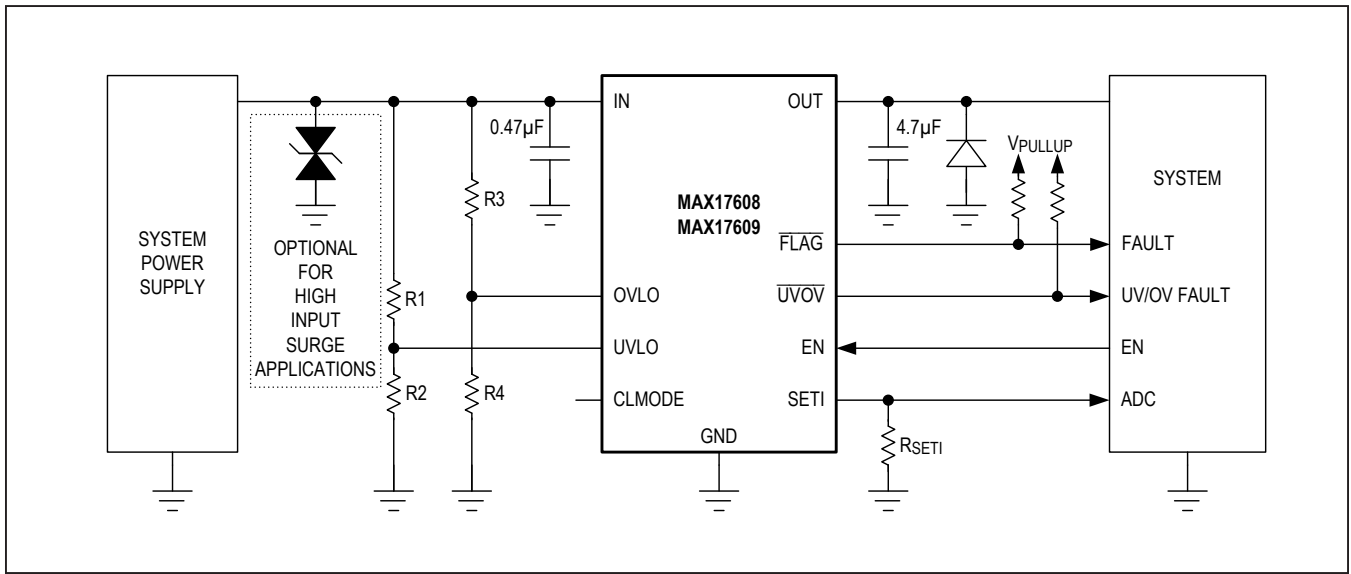 SYSTEM
POWER
SUPPLY
OPTIONAL
FOR
HIGH
INPUT
SURGE
APPLICATIONS
R1
R2
R3
R4
0.47µF
IN
OVLO
UVLO
CLMODE
MAX17608
MAX17609
GND
OUT
FLAG
UVOV
EN
SETI
4.7µF
VPULLUP
RSETI
SYSTEM
FAULT
UV/OV FAULT
EN
ADC